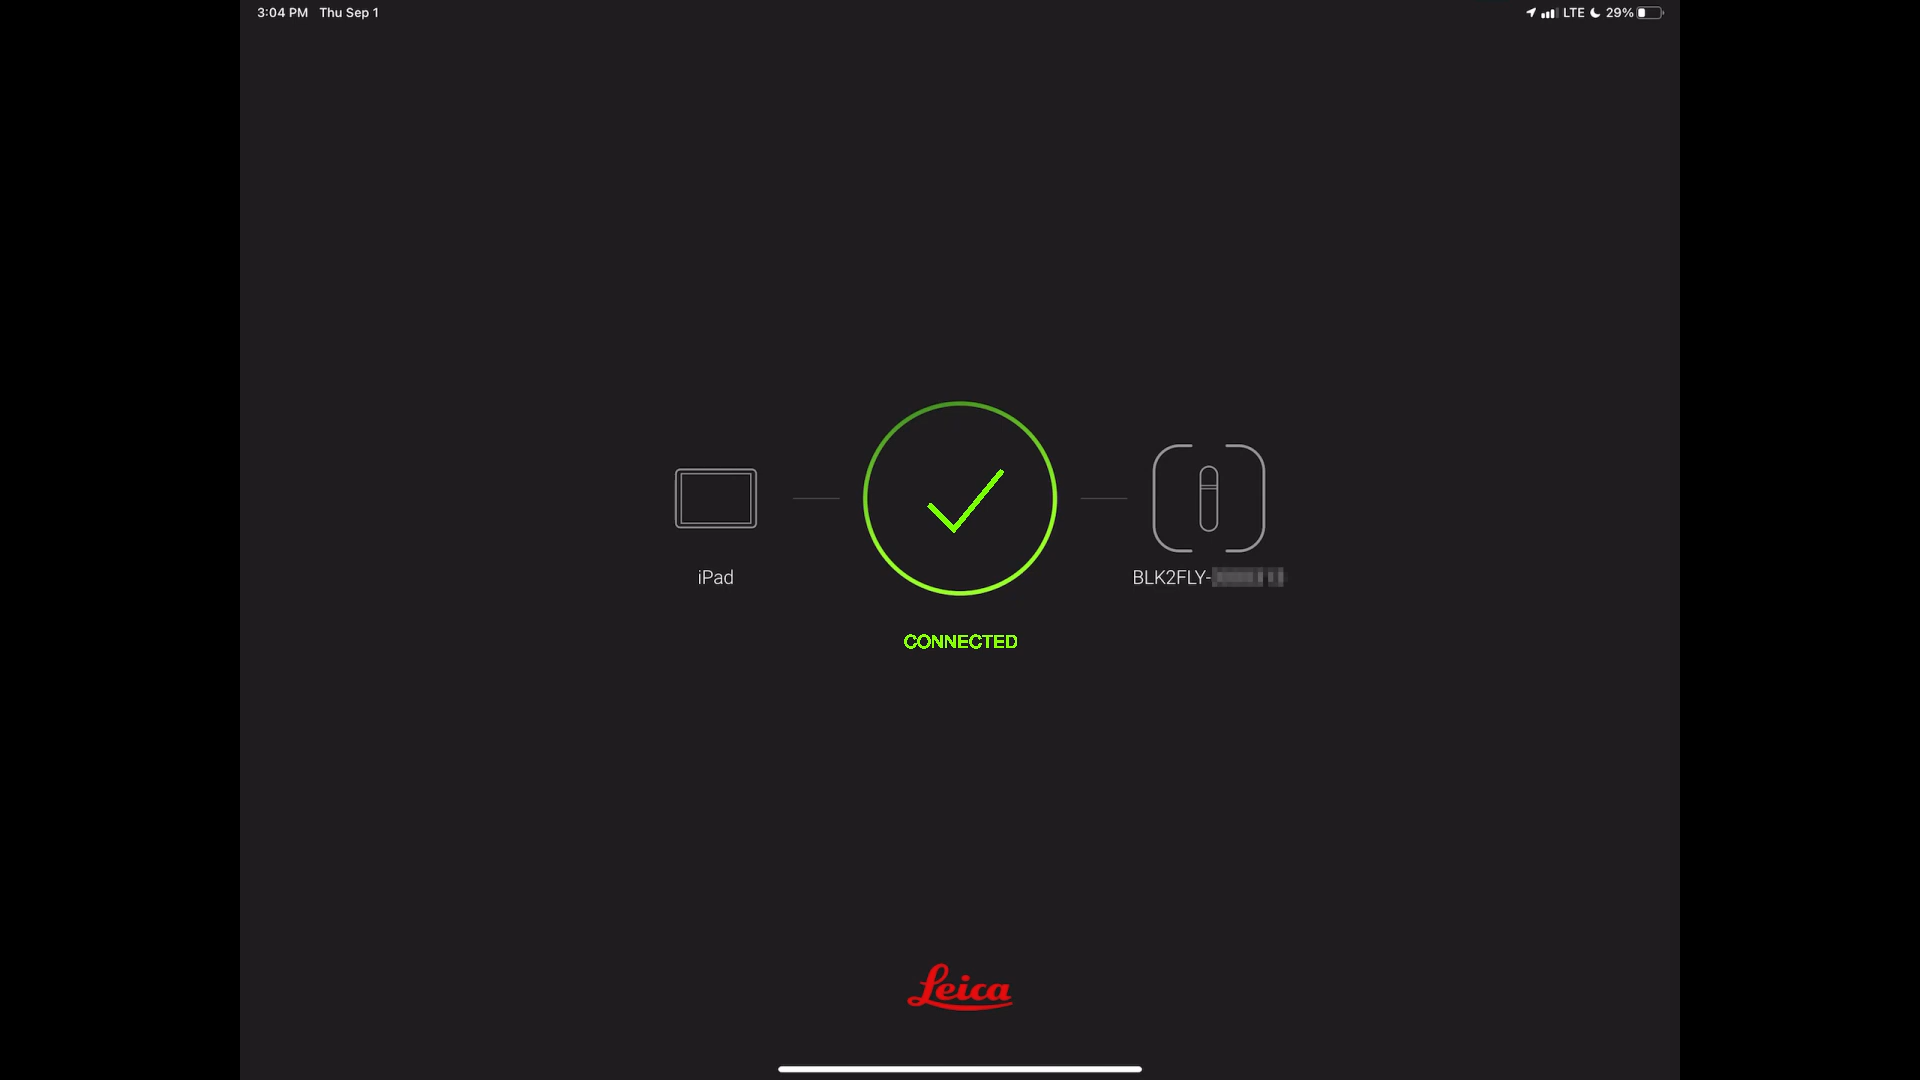 3:04 PM Thu Sep 1
LTE 29%
iPad
BLK2FLY-
CONNECTED
Leica